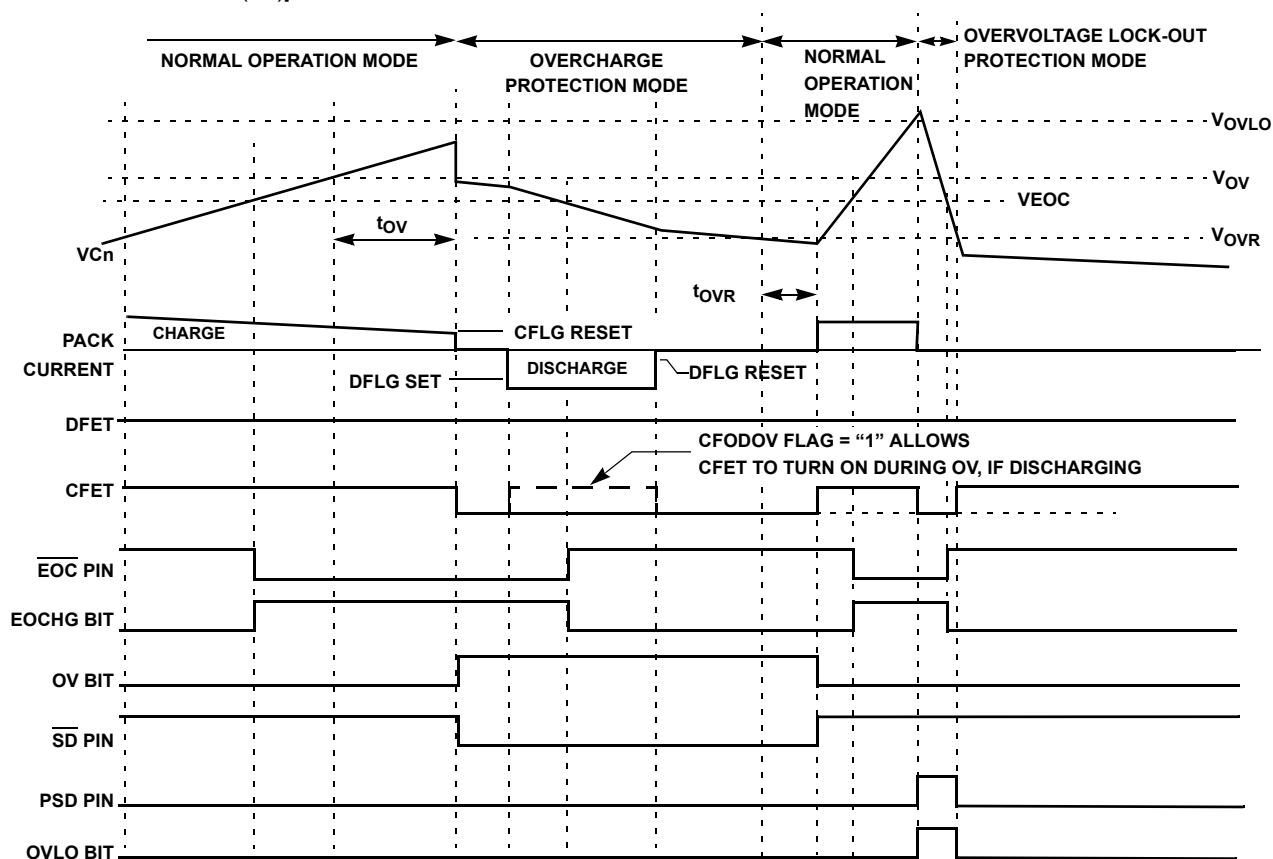 NORMAL OPERATION MODE
OVERCHARGE
PROTECTION MODE
NORMAL
OPERATION
MODE
OVERVOLTAGE LOCK-OUT
PROTECTION MODE
VOVLO
VOV
VEOC
VOVR
VCn
tOV
tOVR
PACK
CURRENT
CHARGE
CFLG RESET
DFLG SET
DISCHARGE
DFLG RESET
DFET
CFODOV FLAG = “1” ALLOWS
CFET TO TURN ON DURING OV, IF DISCHARGING
CFET
EOC PIN
EOCHG BIT
OV BIT
SD PIN
PSD PIN
OVLO BIT